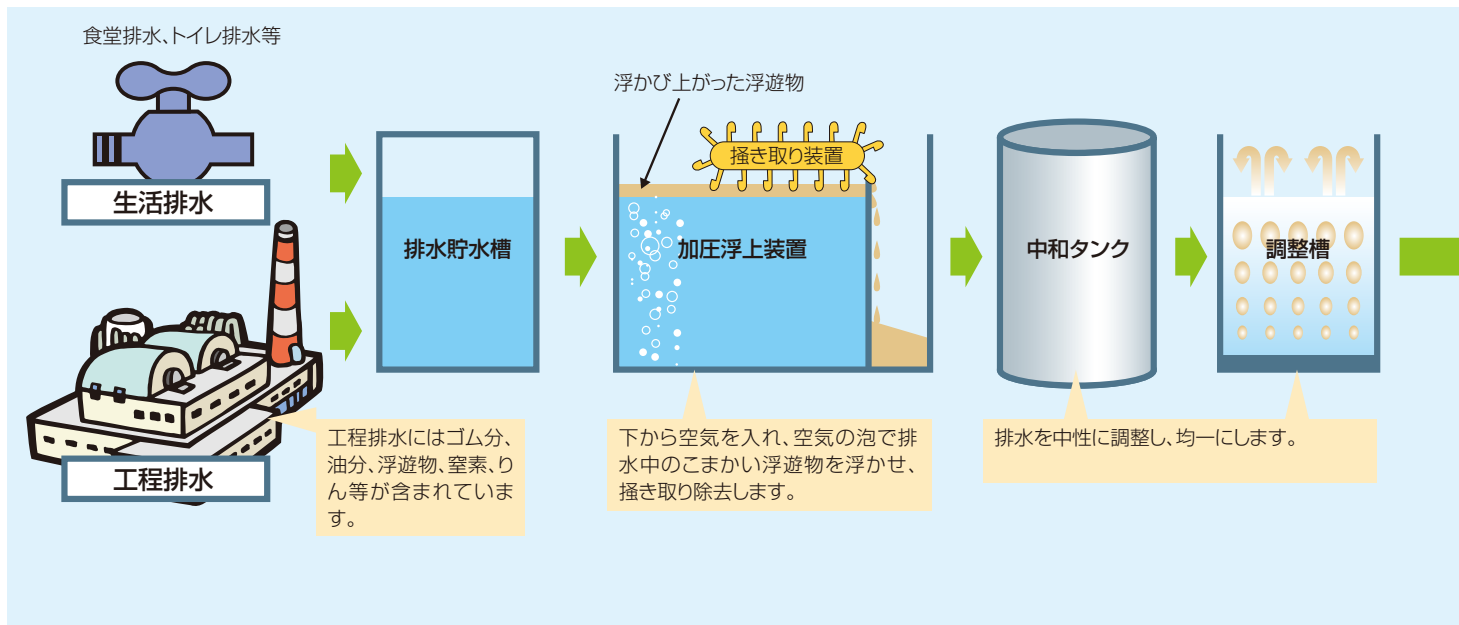 食堂排水、トイレ排水等
生活排水
工程排水
工程排水にはゴム分、
油分、浮遊物、窒素、り
ん等が含まれていま
す。
排水貯水槽
浮かび上がった浮遊物
掻き取り装置
加圧浮上装置
下から空気を入れ、空気の泡で排
水中のこまかい浮遊物を浮かせ、
掻き取り除去します。
中和タンク
調整槽
排水を中性に調整し、均一にします。